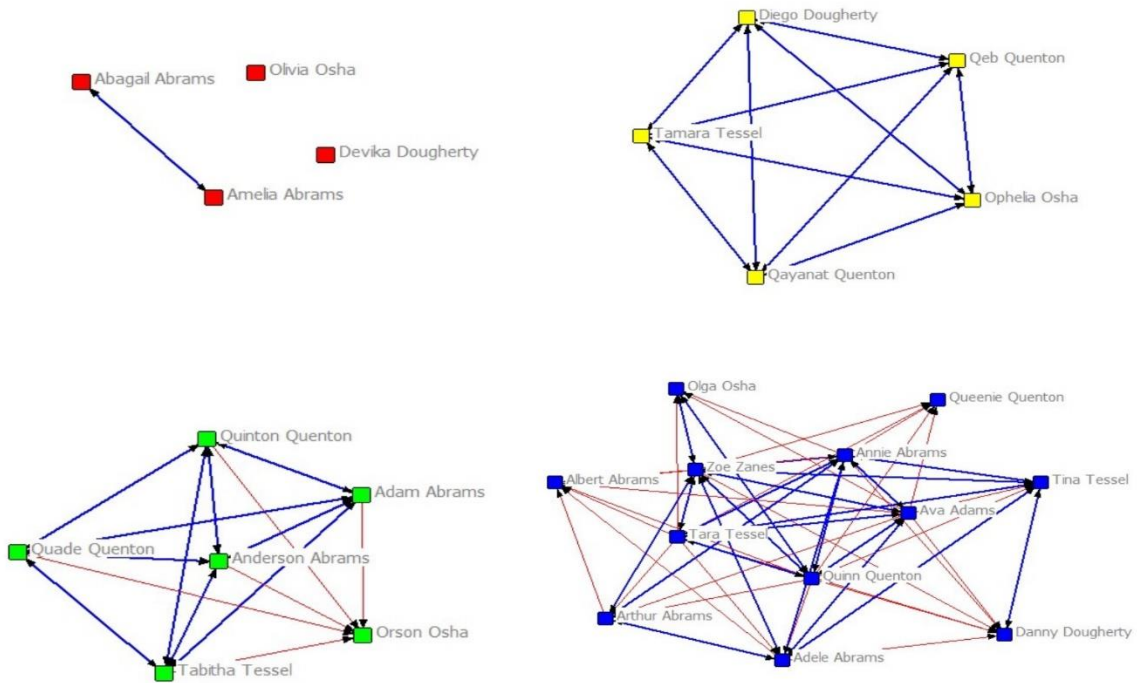 Abagail Abrams
Olivia Osha
Devika Dougherty
Amelia Abrams
Diego Dougherty
Qeb Quenton
Tamara Tessel
Ophelia Osha
Qayanat Quenton
Quinton Quenton
Adam Abrams
Quade Quenton
Anderson Abrams
Orson Osha
Tabitha Tessel
Olga Osha
Queenie Quenton
Annie Abrams
Zoe Zanes
Albert Abrams
Tina Tessel
Ava Adams
Tara Tessel
Quinn Quenton
Arthur Abrams
Danny Dougherty
Adele Abrams